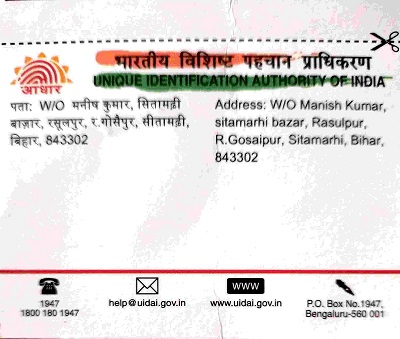 भारतीय विशिष्ट पहचान प्राधिकरण
आधार
UNIQUE IDENTIFICATION AUTHORITY OF INDIA
पता: W/O मनीष कुमार, सितामढ़ी
बाज़ार, रसूलपुर, र.गोसैपुर, सीतामढ़ी,
बिहार, 843302
Address: W/O Manish Kumar,
sitamarhi bazar, Rasulpur,
R.Gosaipur, Sitamarhi, Bihar,
843302
1947
1800 180 1947
help@uidai.gov.in
WWW
www.uidai.gov.in
P.O. Box No.1947,
Bengaluru-560 001